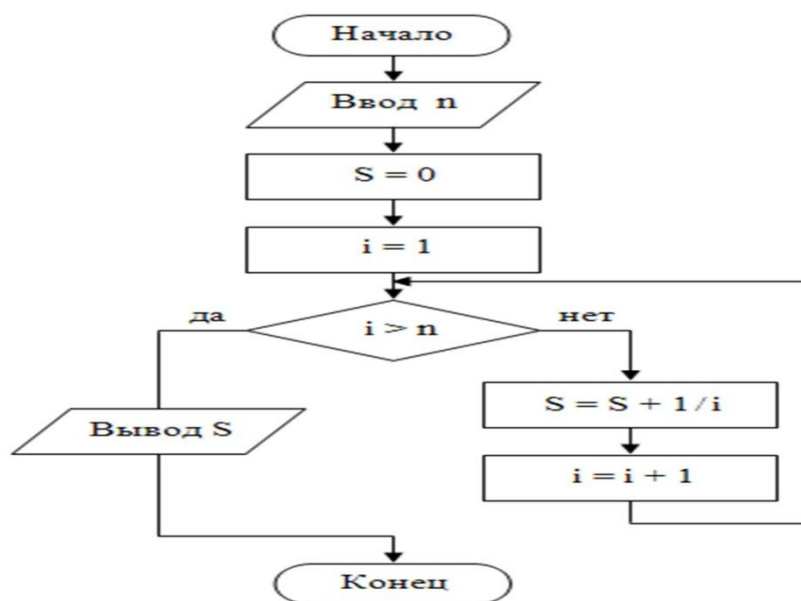 Начало
Ввод n
S = 0
i = 1
да
i > n
нет
S = S + 1/i
Вывод S
i = i + 1
Конец